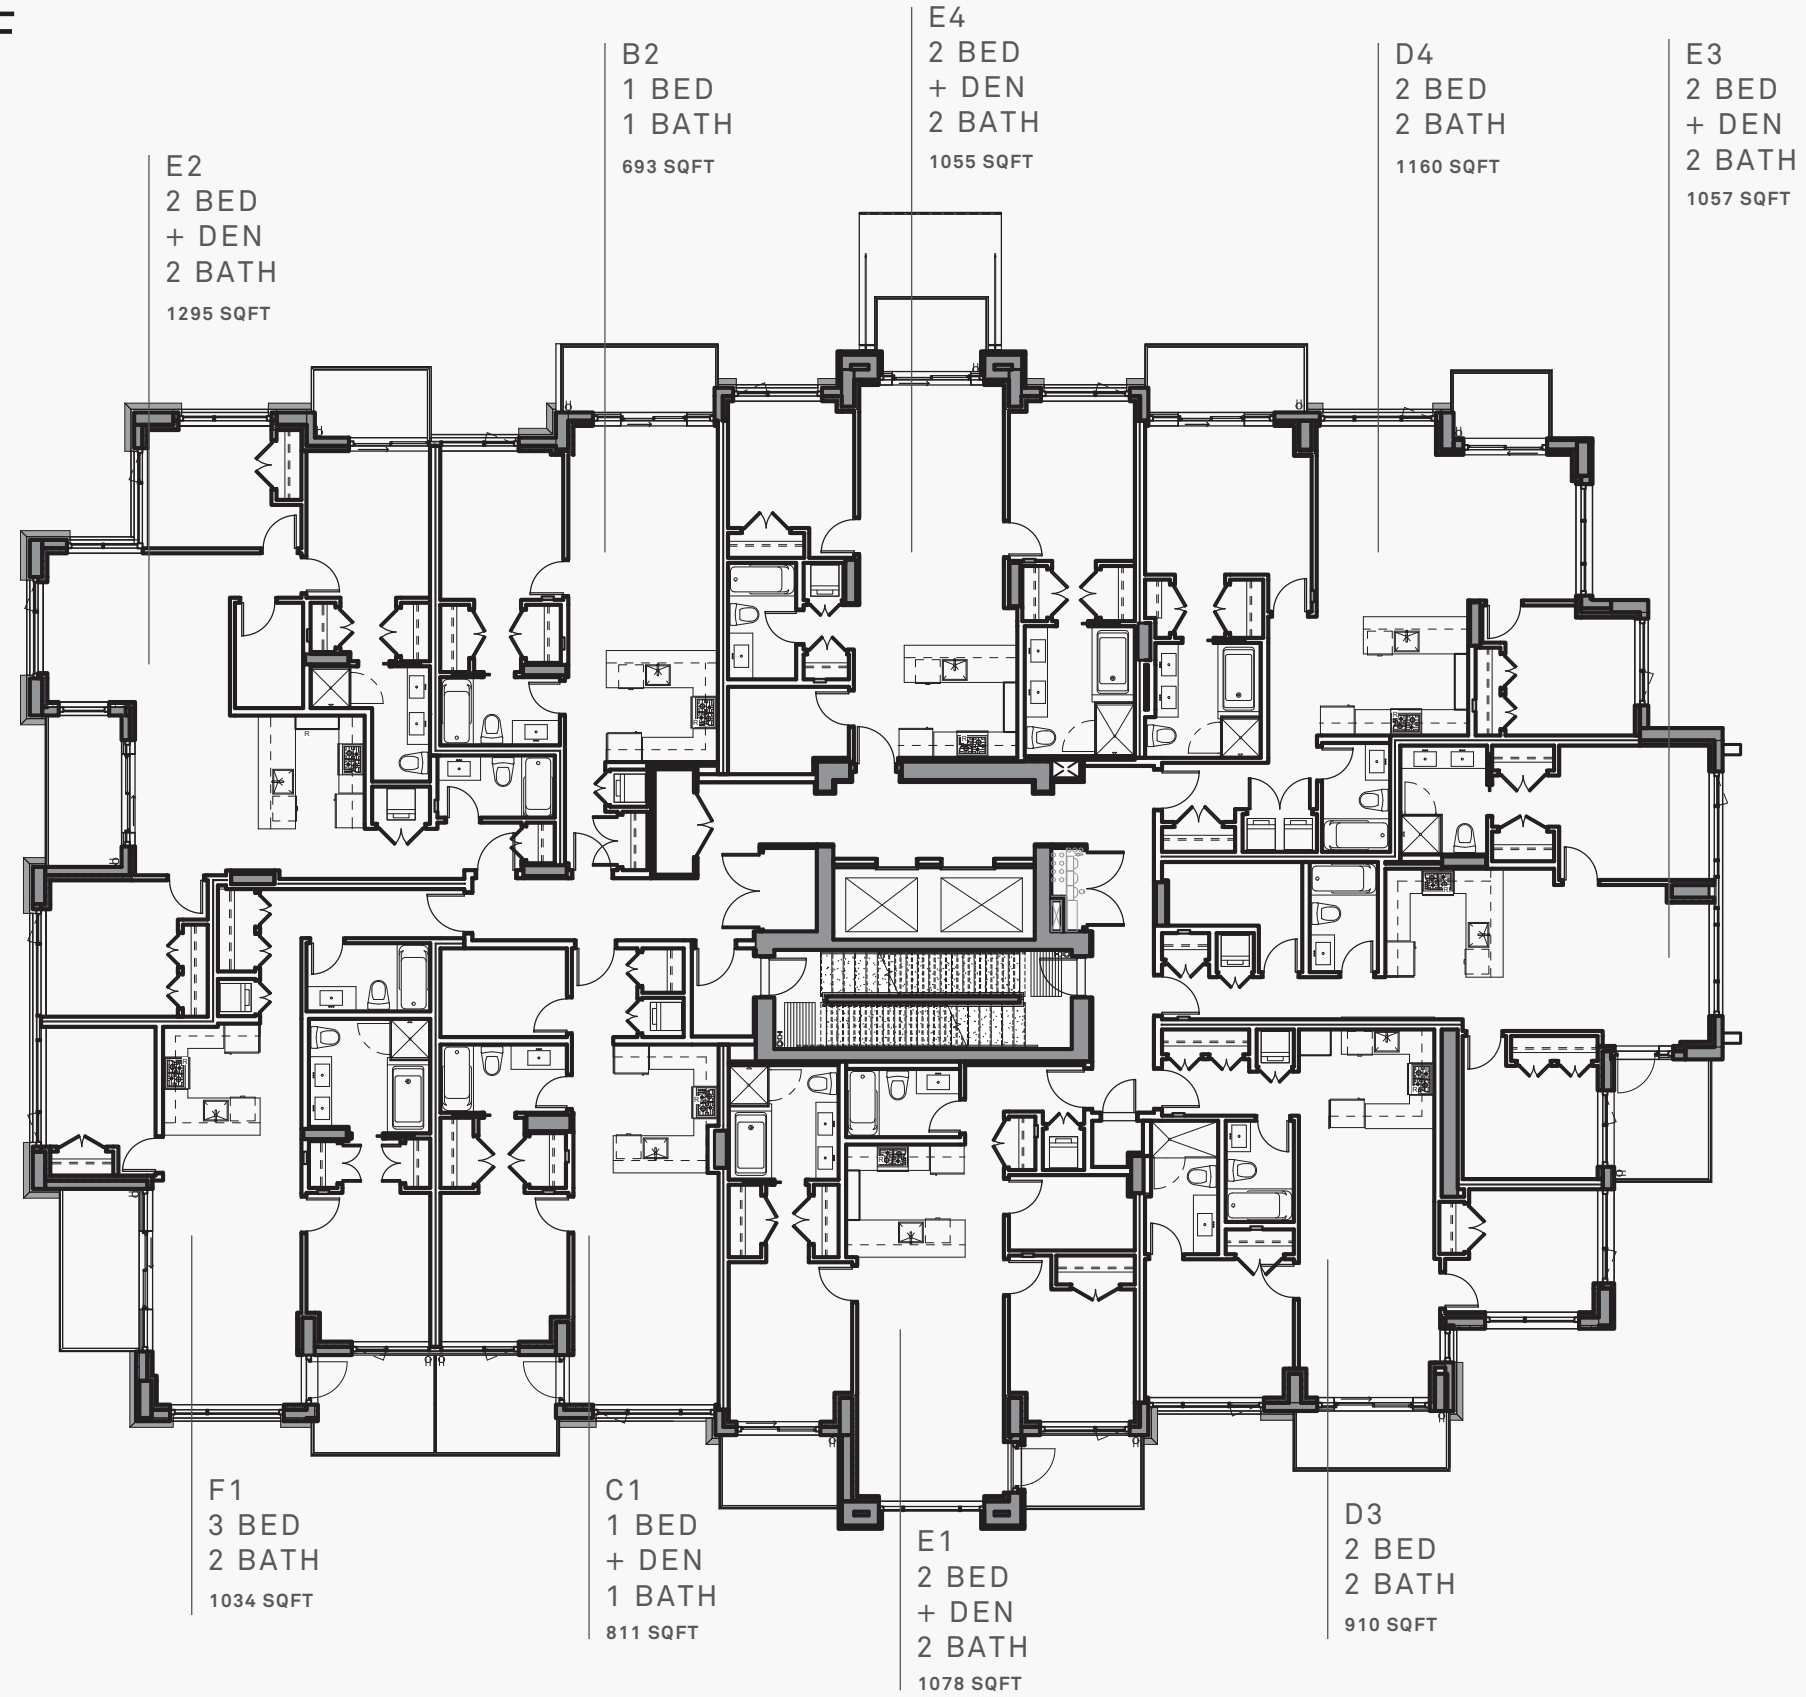 E4
2 BED
+ DEN
2 BATH
1055 SQFT
B2
1 BED
1 BATH
693 SQFT
D4
2 BED
2 BATH
1160 SQFT
E3
2 BED
+ DEN
2 BATH
1057 SQFT
E2
2 BED
+ DEN
2 BATH
1295 SQFT
F1
3 BED
2 BATH
1034 SQFT
C1
1 BED
+ DEN
1 BATH
811 SQFT
E1
2 BED
+ DEN
2 BATH
1078 SQFT
D3
2 BED
2 BATH
910 SQFT